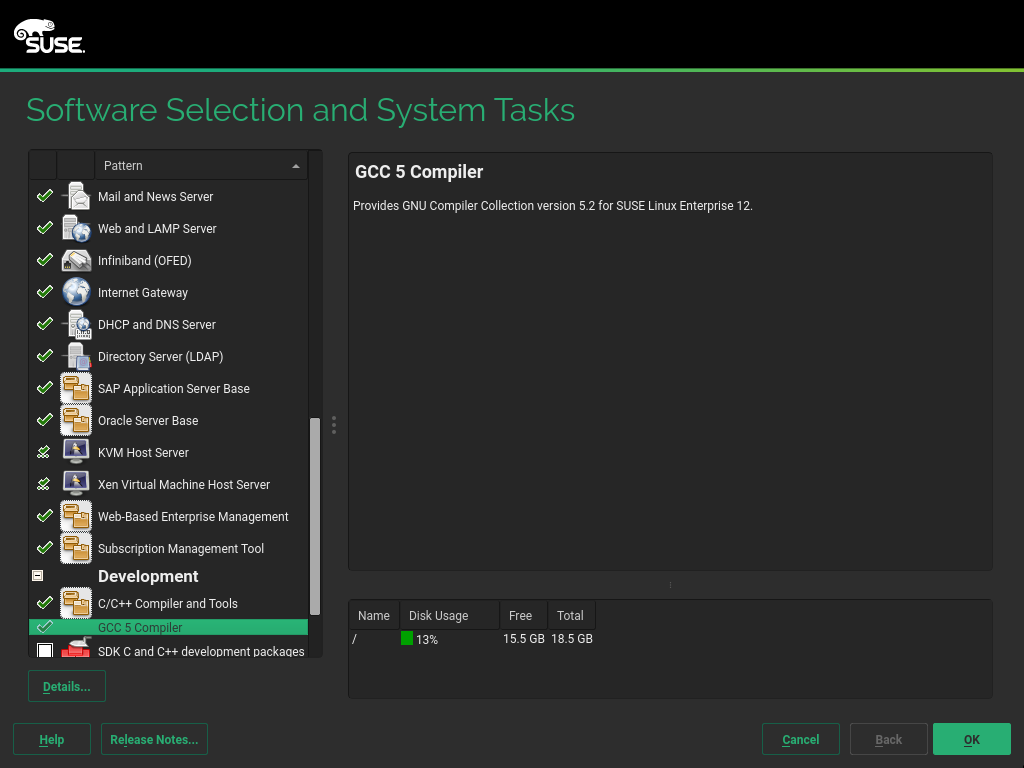 SUSE.
Software Selection and System Tasks
Pattern
Mail and News Server
Web and LAMP Server
Infiniband (OFED)
Internet Gateway
DHCP and DNS Server
Directory Server (LDAP)
SAP Application Server Base
Oracle Server Base
KVM Host Server
Xen Virtual Machine Host Server
Web-Based Enterprise Management
Subscription Management Tool
Development
C/C++ Compiler and Tools
GCC 5 Compiler
SDK C and C++ development packages
Details...
GCC 5 Compiler
Provides GNU Compiler Collection version 5.2 for SUSE Linux Enterprise 12.
Name Disk Usage Free Total
/ 13% 15.5 GB 18.5 GB
Help Release Notes... Cancel Back OK